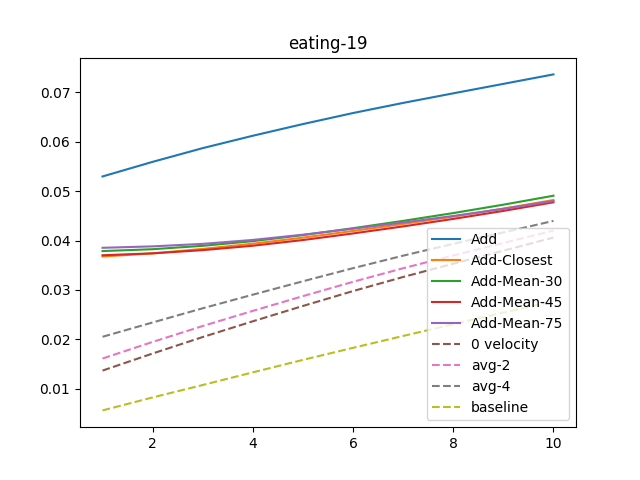 eating-19
0.07
0.06
0.05
0.04
0.03
0.02
0.01
2
4
6
8
10
Add
Add-Closest
Add-Mean-30
Add-Mean-45
Add-Mean-75
0 velocity
avg-2
avg-4
baseline